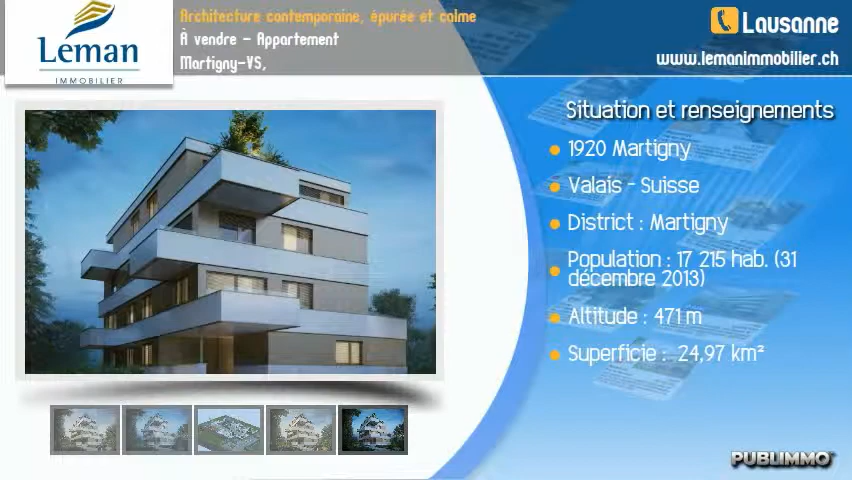 Leman
IMMOBILIER
Architecture contemporaine, épurée et calme
À vendre - Appartement
Martigny-VS,
Lausanne
www.lemanimmobilier.ch
Situation et renseignements
1920 Martigny
Valais - Suisse
District : Martigny
Population : 17 215 hab. (31
décembre 2013)
Altitude : 471 m
Superficie : 24,97 km²
PUBLIMMO